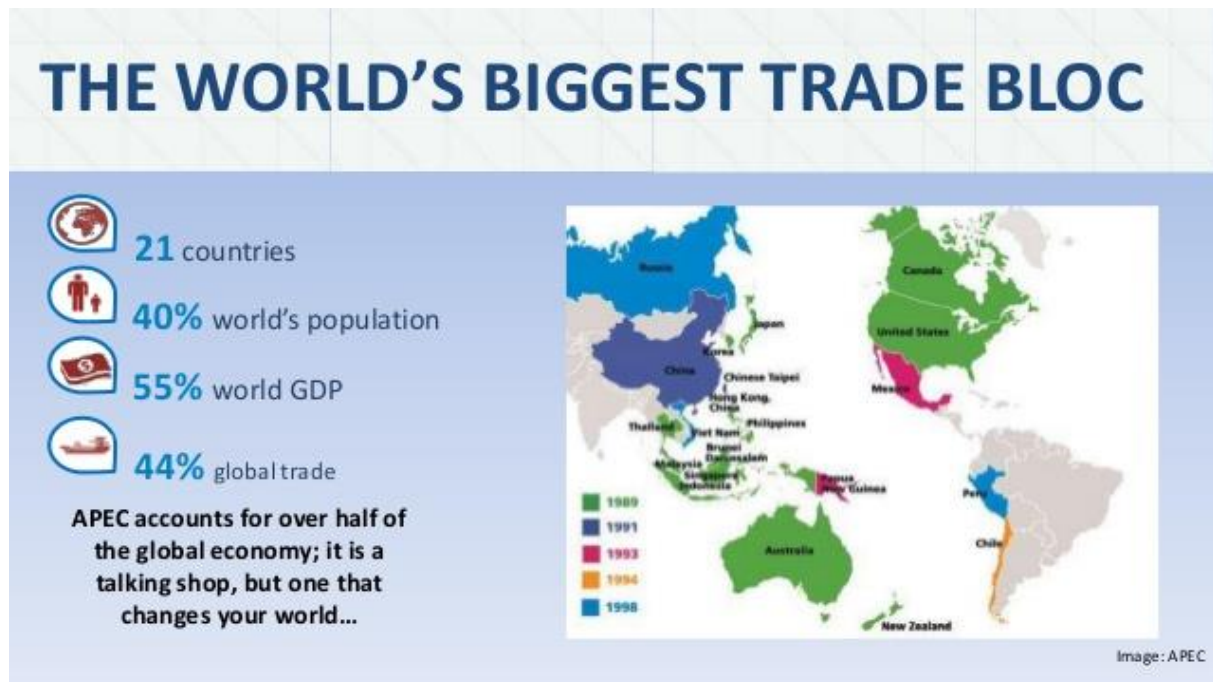 THE WORLD'S BIGGEST TRADE BLOC
21 countries
40% world's population
55% world GDP
44% global trade
APEC accounts for over half of
the global economy; it is a
talking shop, but one that
changes your world...
Russia
Canada
Japan
United States
Korea
China
Chinese Taipei
Mexico
Hong Kong,
China
Thailand
Viet Nam
Philippines
Brunei
Darussalam
Malaysia
Singapore
Indonesia
Papua
New Guinea
Peru
1989
1991
1993
1994
1998
Australia
Chile
New Zealand
Image: APEC